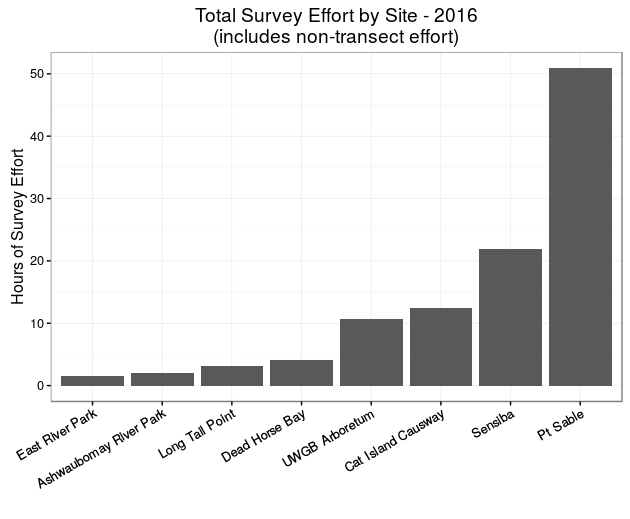 Total Survey Effort by Site - 2016
(includes non-transect effort)
Hours of Survey Effort
50
40
30
20
10
0
East River Park
Ashwaubomay River Park
Long Tail Point
Dead Horse Bay
UWGB Arboretum
Cat Island Causway
Sensiba
Pt Sable